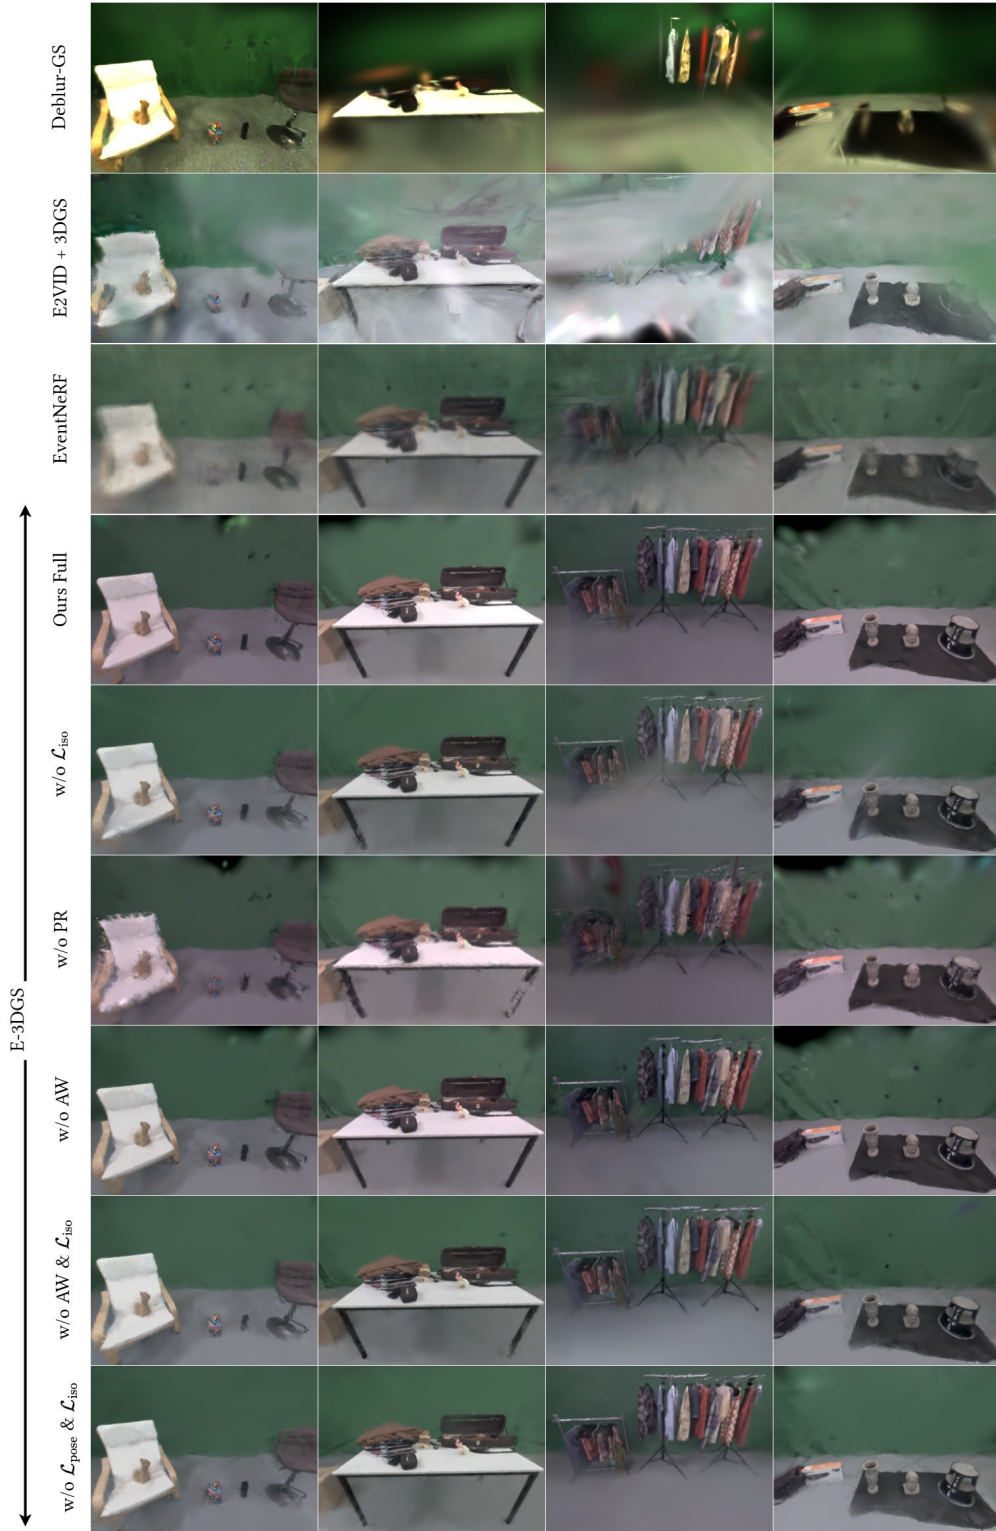 Deblur-GS
E2VID + 3DGS
EventNeRF
E-3DGS
Ours Full
w/o ℒiso
w/o PR
w/o AW
w/o AW & ℒiso
w/o ℒpose & ℒiso